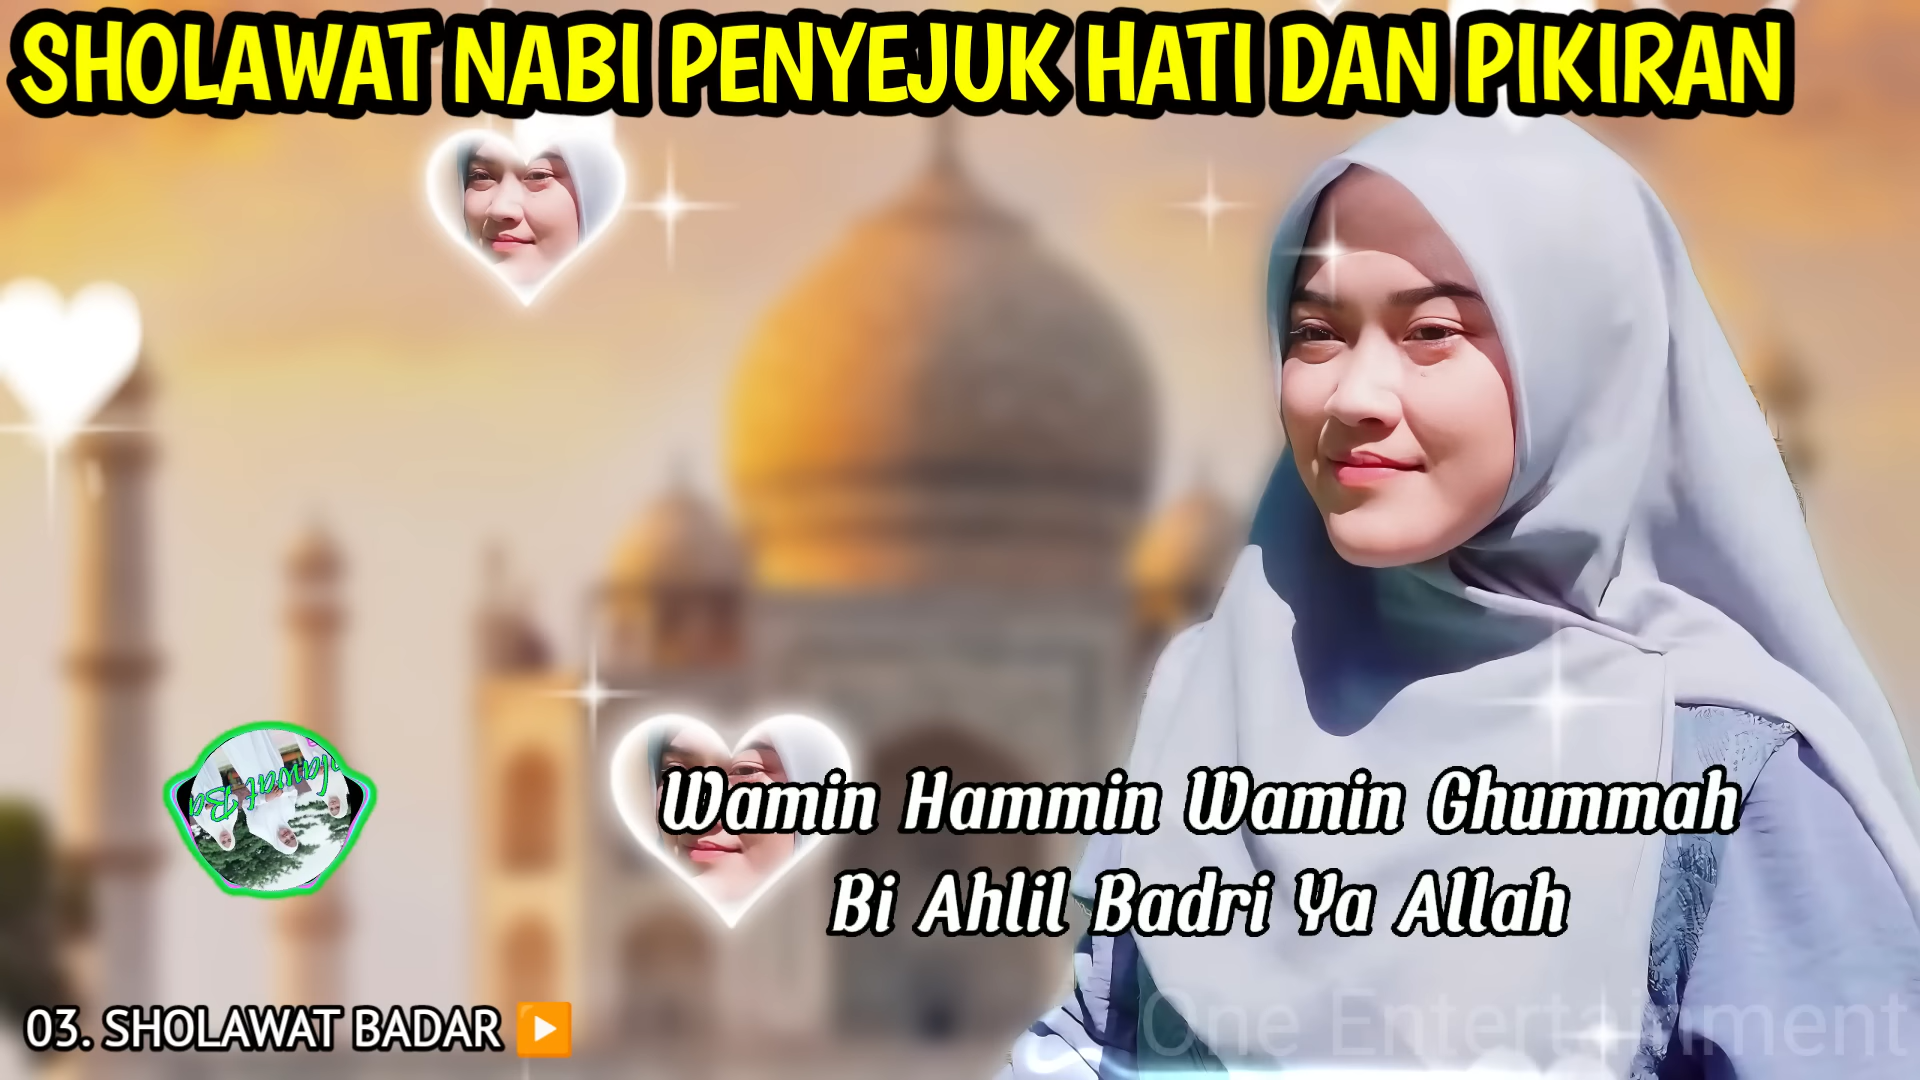 SHOLAWAT NABI PENYEJUK HATI DAN PIKIRAN
Wamin Hammin Wamin Ghummah
Bi Ahlil Badri Ya Allah
03. SHOLAWAT BADAR
One Entertainment